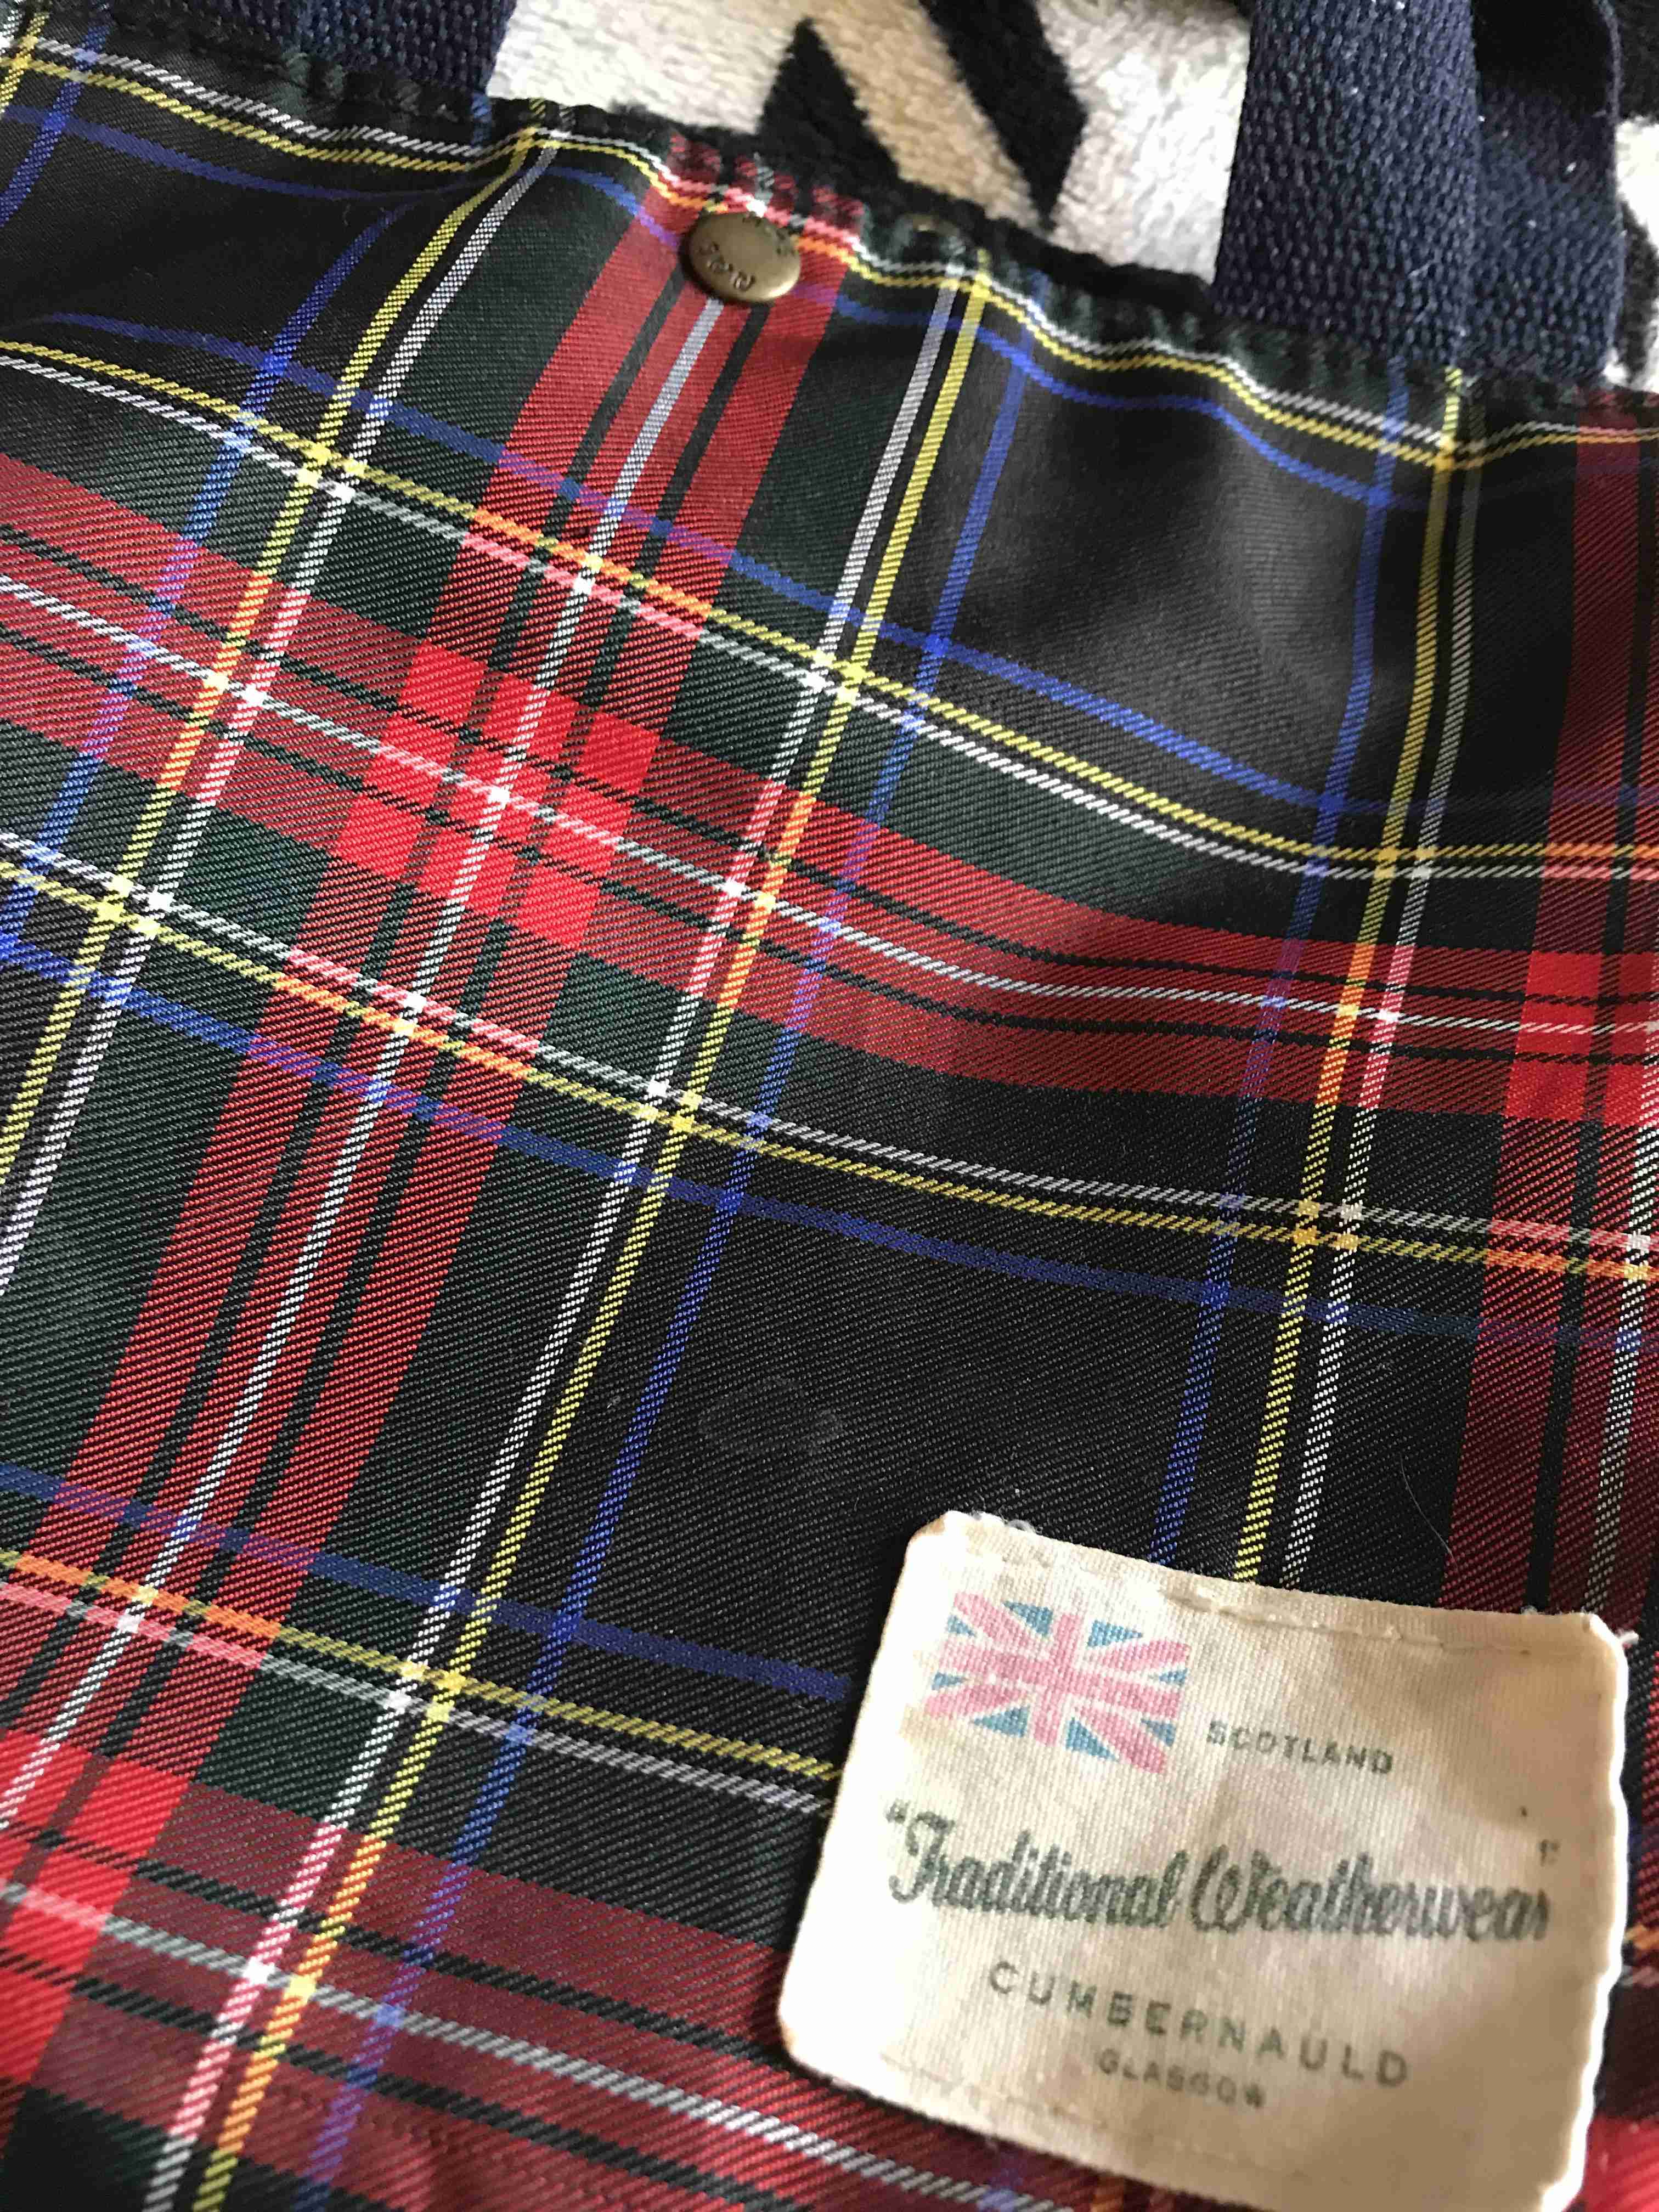 SCOTLAND
"Traditional Weatherwear"
CUMBERNAULD
GLASGOW